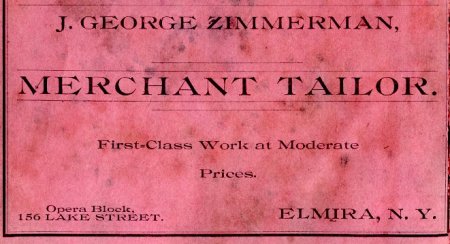 J. GEORGE ZIMMERMAN,
MERCHANT TAILOR.
First-Class Work at Moderate
Prices.
Opera Block,
156 LAKE STREET.
ELMIRA, N. Y.